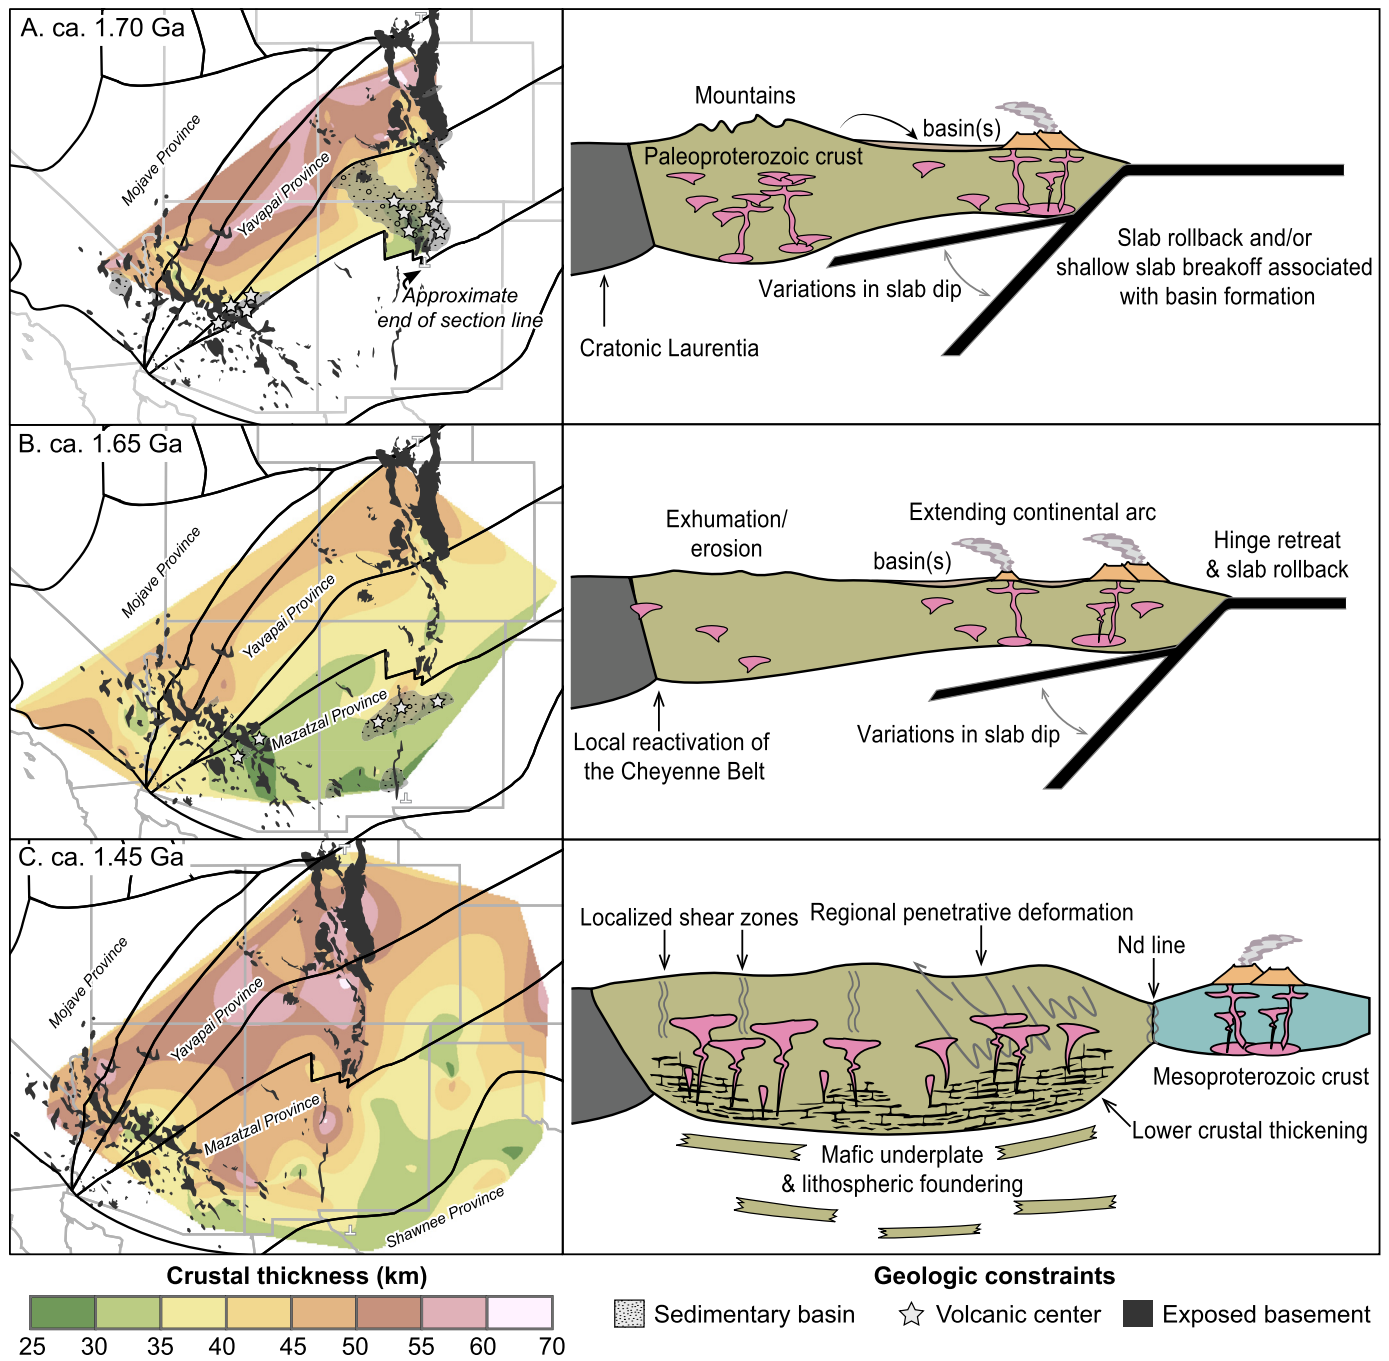 A. ca. 1.70 Ga
Mojave Province
Yavapai Province
Approximate
end of section line
Mountains
basin(s)
Paleoproterozoic crust
Variations in slab dip
Slab rollback and/or
shallow slab breakoff associated
with basin formation
Cratonic Laurentia
B. ca. 1.65 Ga
Mojave Province
Yavapai Province
Mazatzal Province
Exhumation/
erosion
Extending continental arc
basin(s)
Hinge retreat
& slab rollback
Variations in slab dip
Local reactivation of
the Cheyenne Belt
C. ca. 1.45 Ga
Mojave Province
Yavapai Province
Mazatzal Province
Shawnee Province
Localized shear zones
Regional penetrative deformation
Nd line
Mesoproterozoic crust
Lower crustal thickening
Mafic underplate
& lithospheric foundering
Crustal thickness (km)
25 30 35 40 45 50 55 60 70
Geologic constraints
Sedimentary basin
Volcanic center
Exposed basement